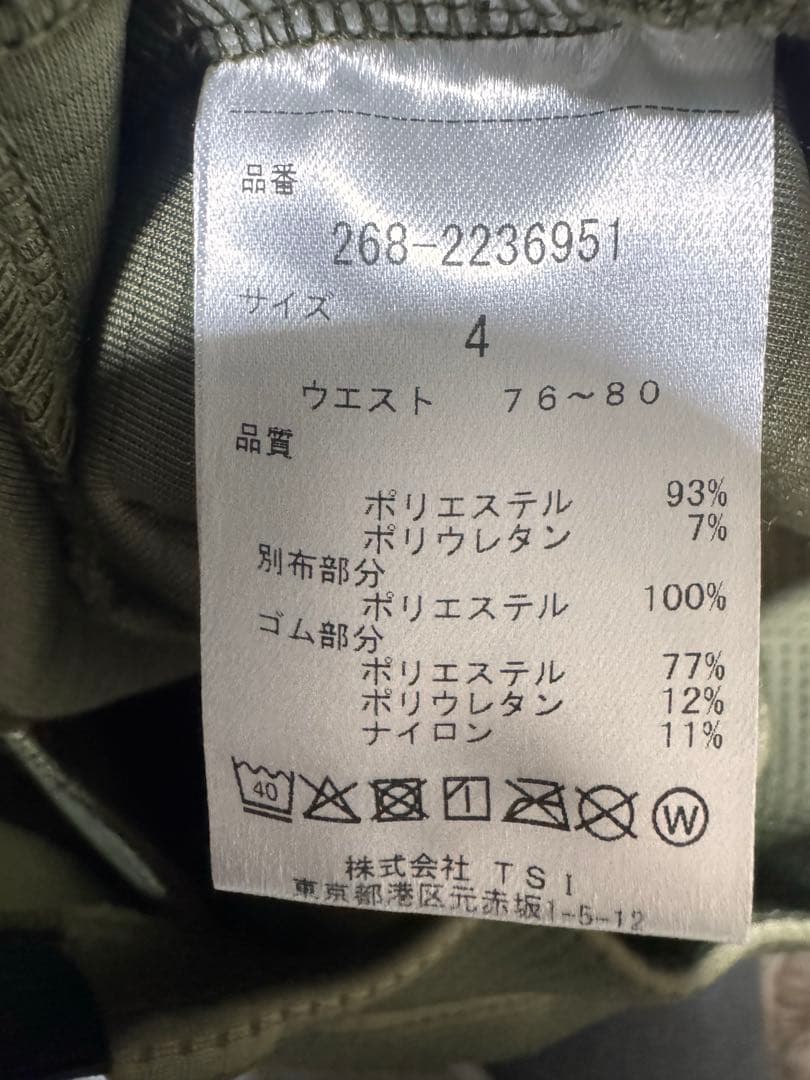 品番
268-2236951
サイズ
4
ウエスト 76～80
品質
ポリエステル 93%
ポリウレタン 7%
別布部分
ポリエステル 100%
ゴム部分
ポリエステル 77%
ポリウレタン 12%
ナイロン 11%
40 W
株式会社 TSI
東京都港区元赤坂1-5-12